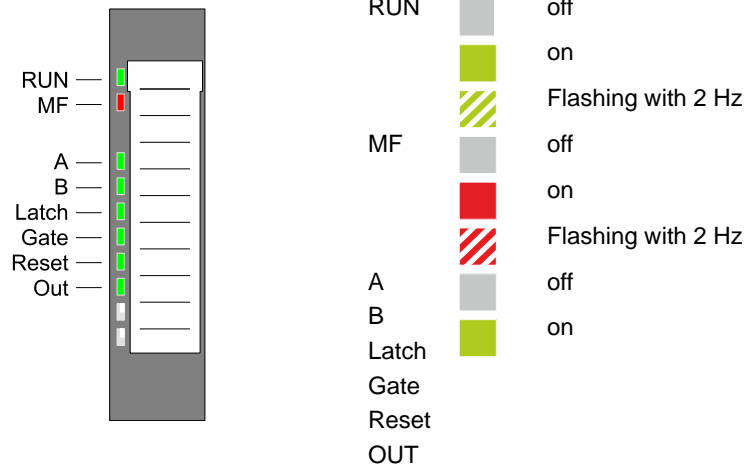 RUN
MF
A
B
Latch
Gate
Reset
Out
RUN off
on
Flashing with 2 Hz
MF off
on
Flashing with 2 Hz
A off
B on
Latch
Gate
Reset
OUT